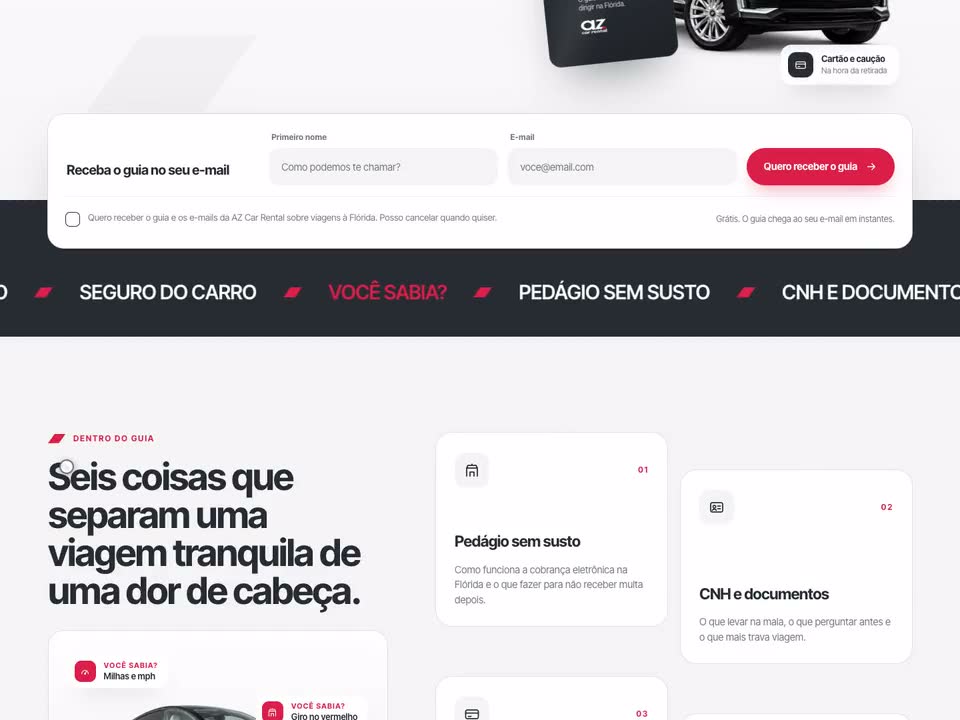 dirigir na Flórida.
az
car rental
Cartão e caução
Na hora da retirada
Receba o guia no seu e-mail
Primeiro nome
Como podemos te chamar?
E-mail
voce@email.com
Quero receber o guia →
Quero receber o guia e os e-mails da AZ Car Rental sobre viagens à Flórida. Posso cancelar quando quiser.
Grátis. O guia chega ao seu e-mail em instantes.
O SEGURO DO CARRO VOCÊ SABIA? PEDÁGIO SEM SUSTO CNH E DOCUMENTO
DENTRO DO GUIA
Seis coisas que
separam uma
viagem tranquila de
uma dor de cabeça.
VOCÊ SABIA?
Milhas e mph
VOCÊ SABIA?
Giro no vermelho
01
Pedágio sem susto
Como funciona a cobrança eletrônica na
Flórida e o que fazer para não receber multa
depois.
02
CNH e documentos
O que levar na mala, o que perguntar antes e
o que mais trava viagem.
03